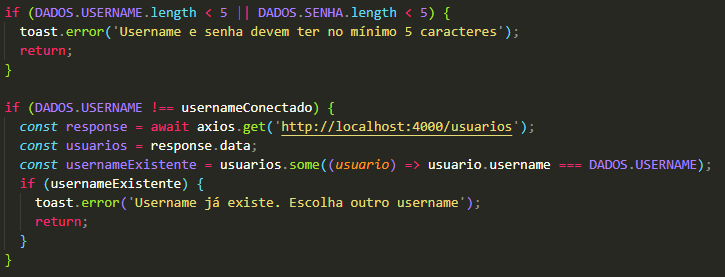 if (DADOS.USERNAME.length < 5 || DADOS.SENHA.length < 5) {
  toast.error('Username e senha devem ter no mínimo 5 caracteres');
  return;
}

if (DADOS.USERNAME !== usernameConectado) {
  const response = await axios.get('http://localhost:4000/usuarios');
  const usuarios = response.data;
  const usernameExistente = usuarios.some((usuario) => usuario.username === DADOS.USERNAME);
  if (usernameExistente) {
    toast.error('Username já existe. Escolha outro username');
    return;
  }
}